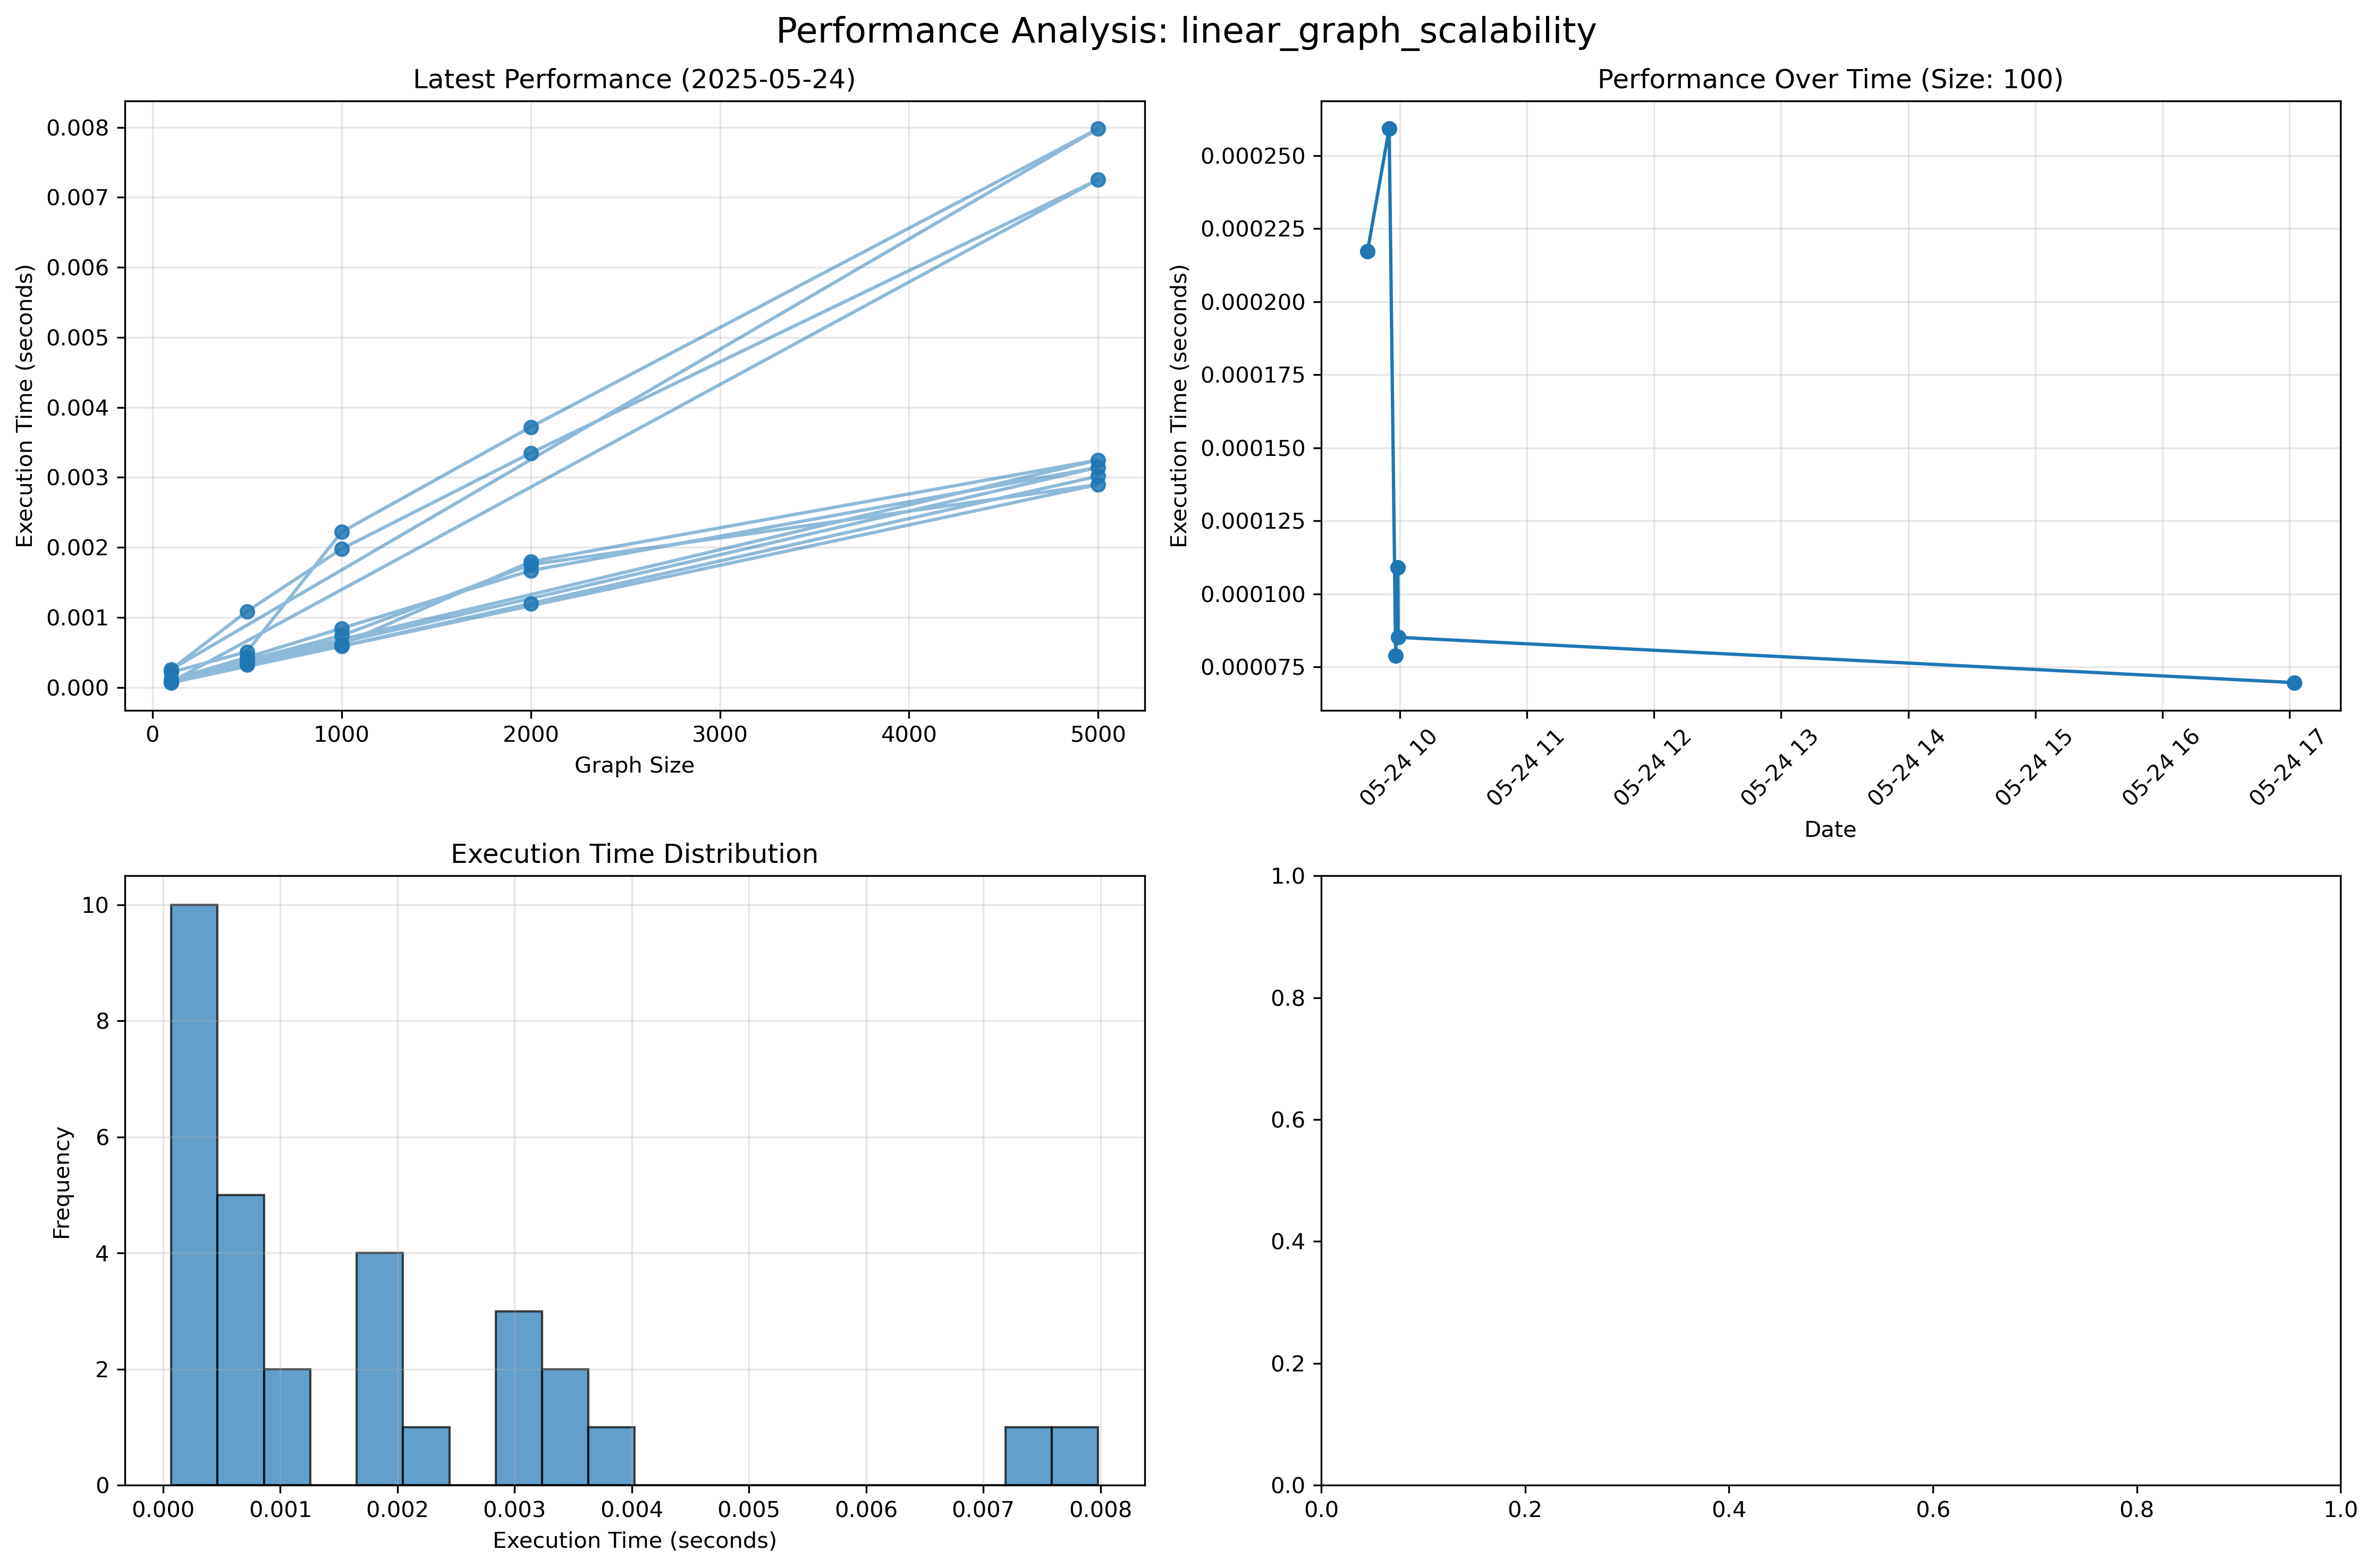 Performance Analysis: linear_graph_scalability
Latest Performance (2025-05-24)
Execution Time (seconds)
0.008
0.007
0.006
0.005
0.004
0.003
0.002
0.001
0.000
0 1000 2000 3000 4000 5000
Graph Size
Performance Over Time (Size: 100)
Execution Time (seconds)
0.000250
0.000225
0.000200
0.000175
0.000150
0.000125
0.000100
0.000075
05-24 10 05-24 11 05-24 12 05-24 13 05-24 14 05-24 15 05-24 16 05-24 17
Date
Execution Time Distribution
Frequency
10
8
6
4
2
0
0.000 0.001 0.002 0.003 0.004 0.005 0.006 0.007 0.008
Execution Time (seconds)
1.0
0.8
0.6
0.4
0.2
0.0
0.0 0.2 0.4 0.6 0.8 1.0